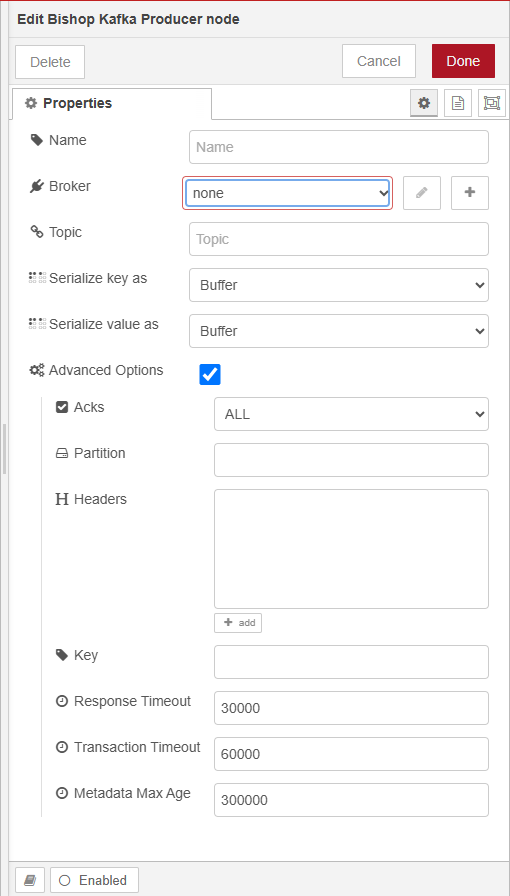 Edit Bishop Kafka Producer node
Delete
Cancel
Done
Properties
Name
Name
Broker
none
Topic
Topic
Serialize key as
Buffer
Serialize value as
Buffer
Advanced Options
Acks
ALL
Partition
H Headers
+ add
Key
Response Timeout
30000
Transaction Timeout
60000
Metadata Max Age
300000
Enabled